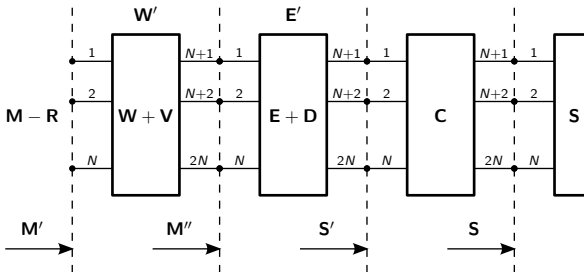 W′ E′
1 N+1 1 N+1 1 N+1 1
2 N+2 2 N+2 2 N+2 2
M − R W + V E + D C S
N 2N N 2N N 2N N
M′ M″ S′ S